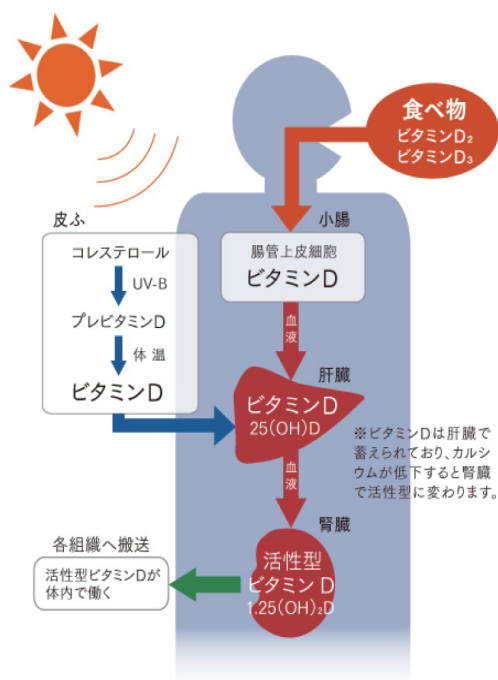 食べ物
ビタミンD₂
ビタミンD₃
皮ふ
コレステロール
UV-B
プレビタミンD
体 温
ビタミンD
小腸
腸管上皮細胞
ビタミンD
血液
肝臓
ビタミンD
25(OH)D
※ビタミンDは肝臓で
蓄えられており、カルシ
ウムが低下すると腎臓
で活性型に変わります。
血液
腎臓
活性型
ビタミン D
1.25(OH)₂D
各組織へ搬送
活性型ビタミンDが
体内で働く